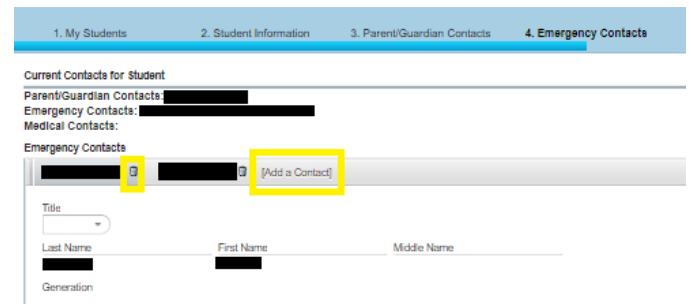 1. My Students 2. Student Information 3. Parent/Guardian Contacts 4. Emergency Contacts
Current Contacts for Student
Parent/Guardian Contacts:
Emergency Contacts:
Medical Contacts:
Emergency Contacts
[Add a Contact]
Title
Last Name First Name Middle Name
Generation